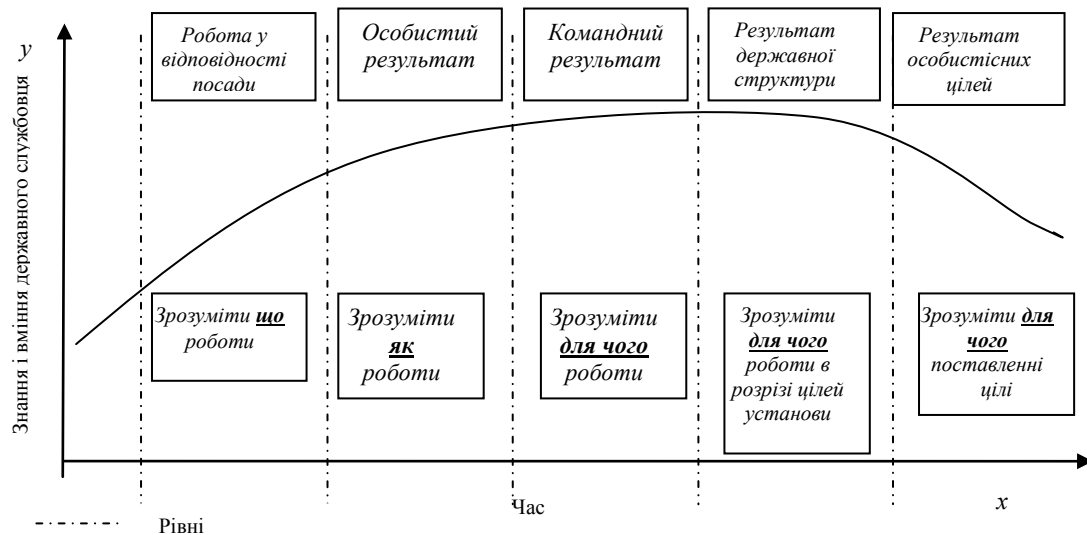 y
Знання і вміння державного службовця
Робота у
відповідності
посади
Особистий
результат
Командний
результат
Результат
державної
структури
Результат
особистісних
цілей
Зрозуміти що
роботи
Зрозуміти
як
роботи
Зрозуміти
для чого
роботи
Зрозуміти
для чого
роботи в
розрізі цілей
установи
Зрозуміти для
чого
поставленні
цілі
Час
x
Рівні